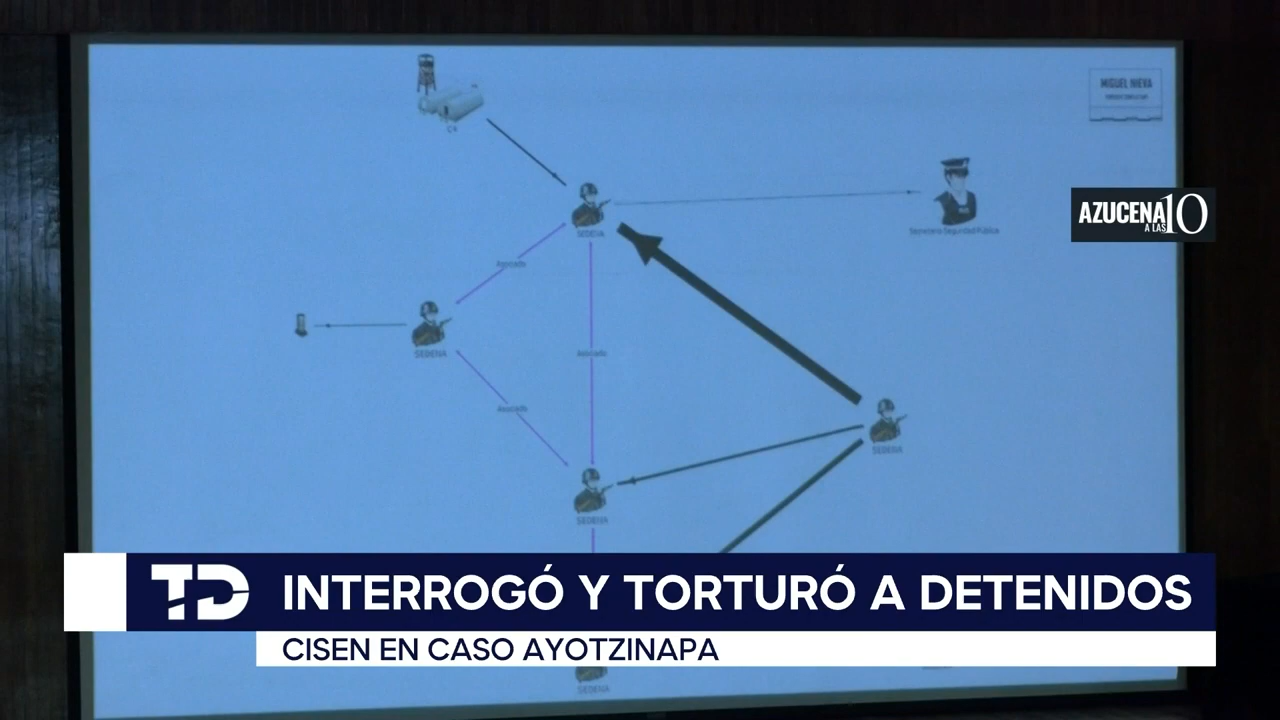 MIGUEL NIEVA
C4
SEDENA
Secretario Seguridad Pública
AZUCENA
A LAS 10
Asociado
SEDENA
Asociado
Asociado
SEDENA
SEDENA
TD
INTERROGÓ Y TORTURÓ A DETENIDOS
CISEN EN CASO AYOTZINAPA
SEDENA